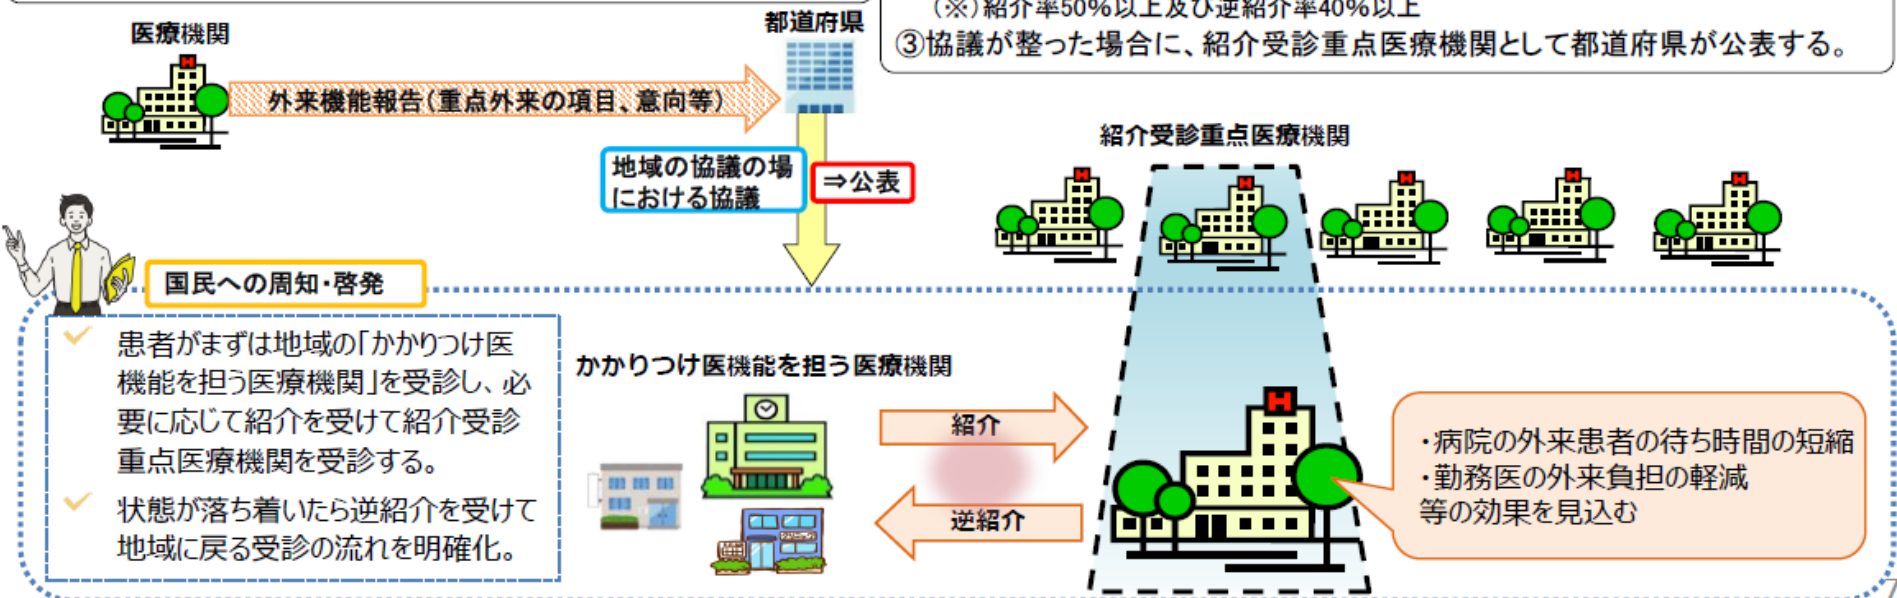 (※)紹介率50%以上及び逆紹介率40%以上
③協議が整った場合に、紹介受診重点医療機関として都道府県が公表する。
医療機関
都道府県
外来機能報告(重点外来の項目、意向等)
地域の協議の場
における協議
⇒公表
紹介受診重点医療機関
国民への周知・啓発
患者がまずは地域の「かかりつけ医
機能を担う医療機関」を受診し、必
要に応じて紹介を受けて紹介受診
重点医療機関を受診する。
状態が落ち着いたら逆紹介を受けて
地域に戻る受診の流れを明確化。
かかりつけ医機能を担う医療機関
紹介
逆紹介
・病院の外来患者の待ち時間の短縮
・勤務医の外来負担の軽減
等の効果を見込む
7